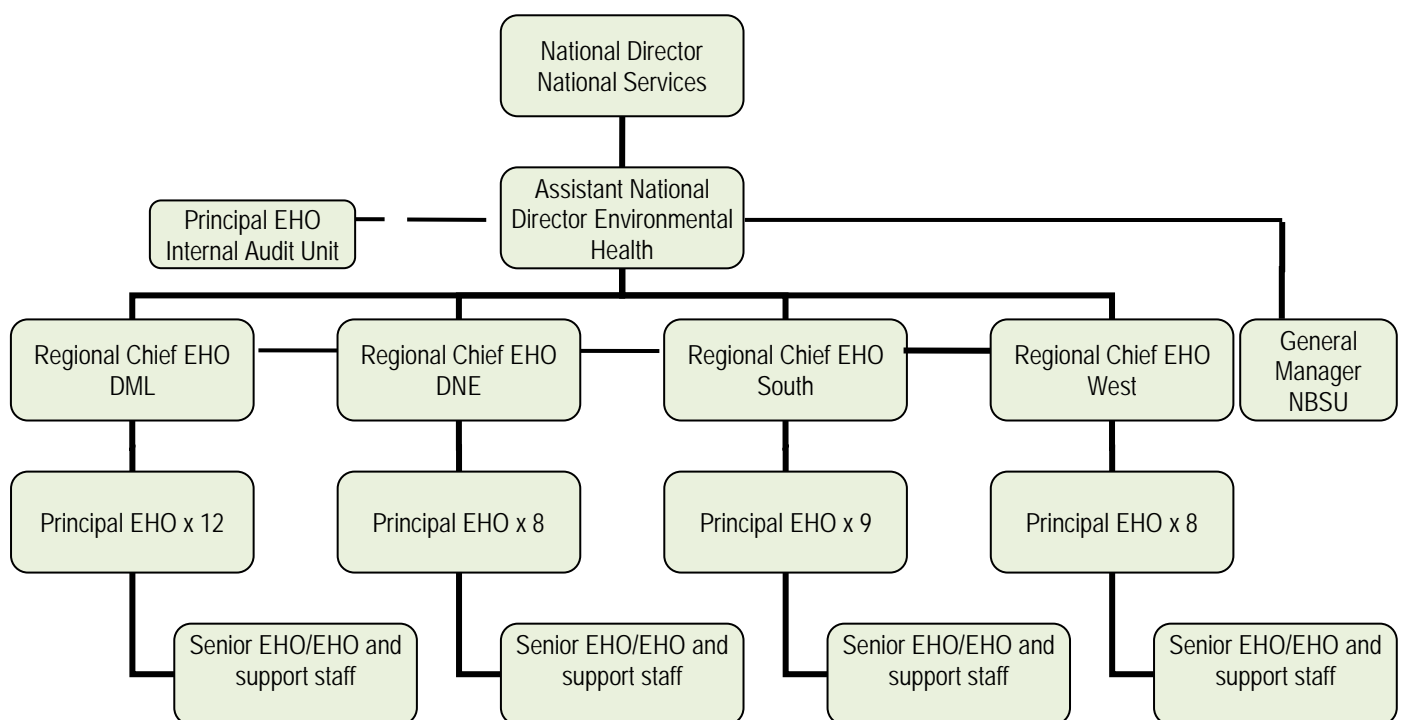 National Director
National Services
Assistant National
Director Environmental
Health
Principal EHO
Internal Audit Unit
Regional Chief EHO
DML
Regional Chief EHO
DNE
Regional Chief EHO
South
Regional Chief EHO
West
General
Manager
NBSU
Principal EHO x 12
Principal EHO x 8
Principal EHO x 9
Principal EHO x 8
Senior EHO/EHO and
support staff
Senior EHO/EHO and
support staff
Senior EHO/EHO and
support staff
Senior EHO/EHO and
support staff